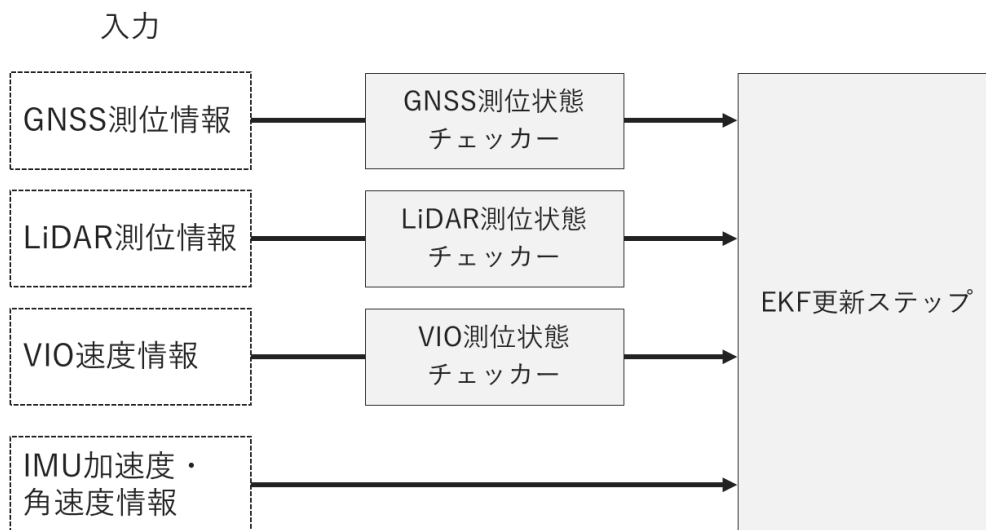 入力
GNSS測位情報
GNSS測位状態
チェッカー
LiDAR測位情報
LiDAR測位状態
チェッカー
VIO速度情報
VIO測位状態
チェッカー
IMU加速度・
角速度情報
EKF更新ステップ